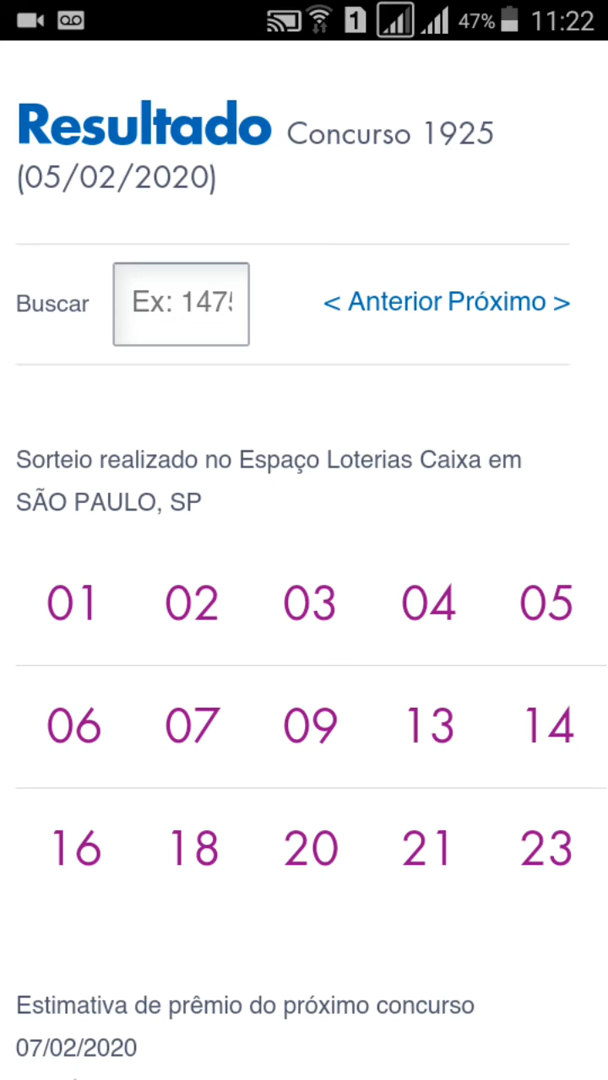 1 47% 11:22
Resultado Concurso 1925
(05/02/2020)
Buscar Ex: 147 < Anterior Próximo >
Sorteio realizado no Espaço Loterias Caixa em
SÃO PAULO, SP
01 02 03 04 05
06 07 09 13 14
16 18 20 21 23
Estimativa de prêmio do próximo concurso
07/02/2020